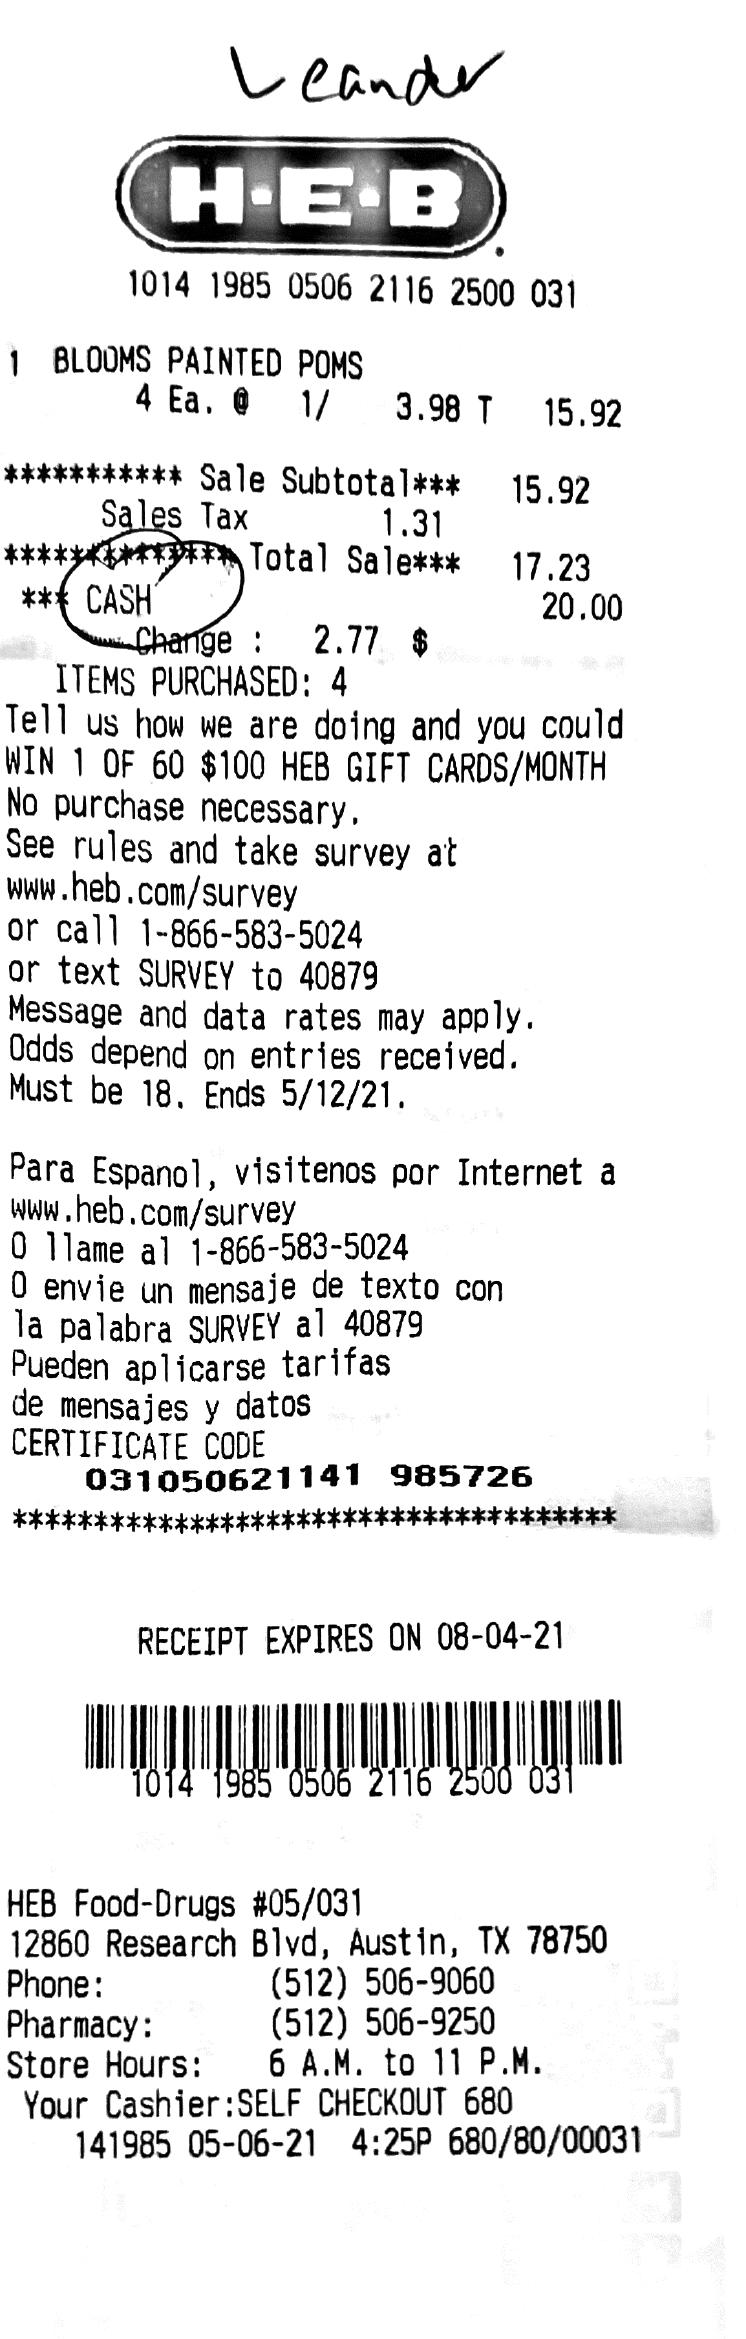 Leander
H-E-B
1014 1985 0506 2116 2500 031
1 BLOOMS PAINTED POMS
4 Ea. @ 1/ 3.98 T 15.92
*********** Sale Subtotal*** 15.92
Sales Tax 1.31
************** Total Sale*** 17.23
*** CASH 20.00
Change : 2.77 $
ITEMS PURCHASED: 4
Tell us how we are doing and you could
WIN 1 OF 60 $100 HEB GIFT CARDS/MONTH
No purchase necessary.
See rules and take survey at
www.heb.com/survey
or call 1-866-583-5024
or text SURVEY to 40879
Message and data rates may apply.
Odds depend on entries received.
Must be 18. Ends 5/12/21.
Para Espanol, visitenos por Internet a
www.heb.com/survey
O llame al 1-866-583-5024
O envie un mensaje de texto con
la palabra SURVEY al 40879
Pueden aplicarse tarifas
de mensajes y datos
CERTIFICATE CODE
031050621141 985726
***************************************
RECEIPT EXPIRES ON 08-04-21
1014 1985 0506 2116 2500 031
HEB Food-Drugs #05/031
12860 Research Blvd, Austin, TX 78750
Phone: (512) 506-9060
Pharmacy: (512) 506-9250
Store Hours: 6 A.M. to 11 P.M.
Your Cashier:SELF CHECKOUT 680
141985 05-06-21 4:25P 680/80/00031